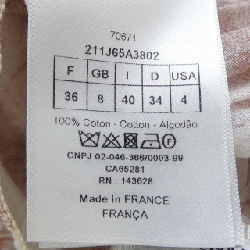 70671
211J65A3802
F GB I D USA
36 8 40 34 4
100% Coton - Cotton - Algodão
CNPJ 02-046-366/0003-99
CA65281
RN : 143628
Made in FRANCE
FRANÇA